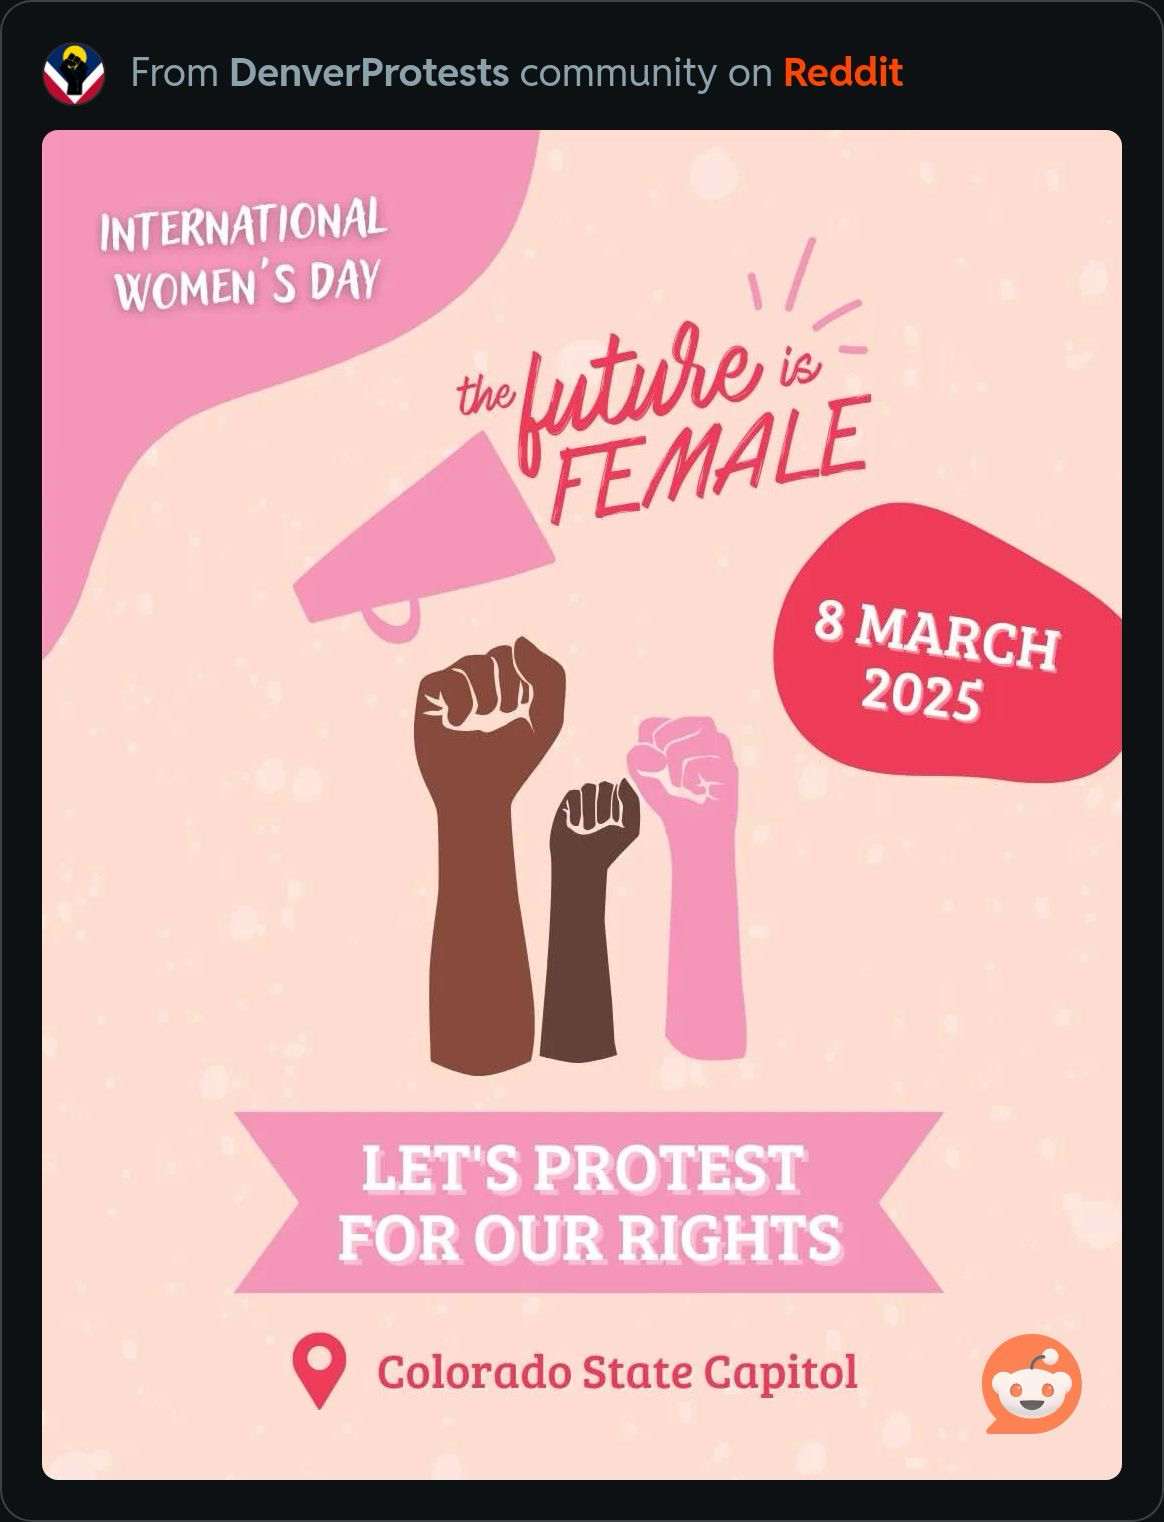 From DenverProtests community on Reddit
INTERNATIONAL
WOMEN'S DAY
the future is
FEMALE
8 MARCH
2025
LET'S PROTEST
FOR OUR RIGHTS
Colorado State Capitol